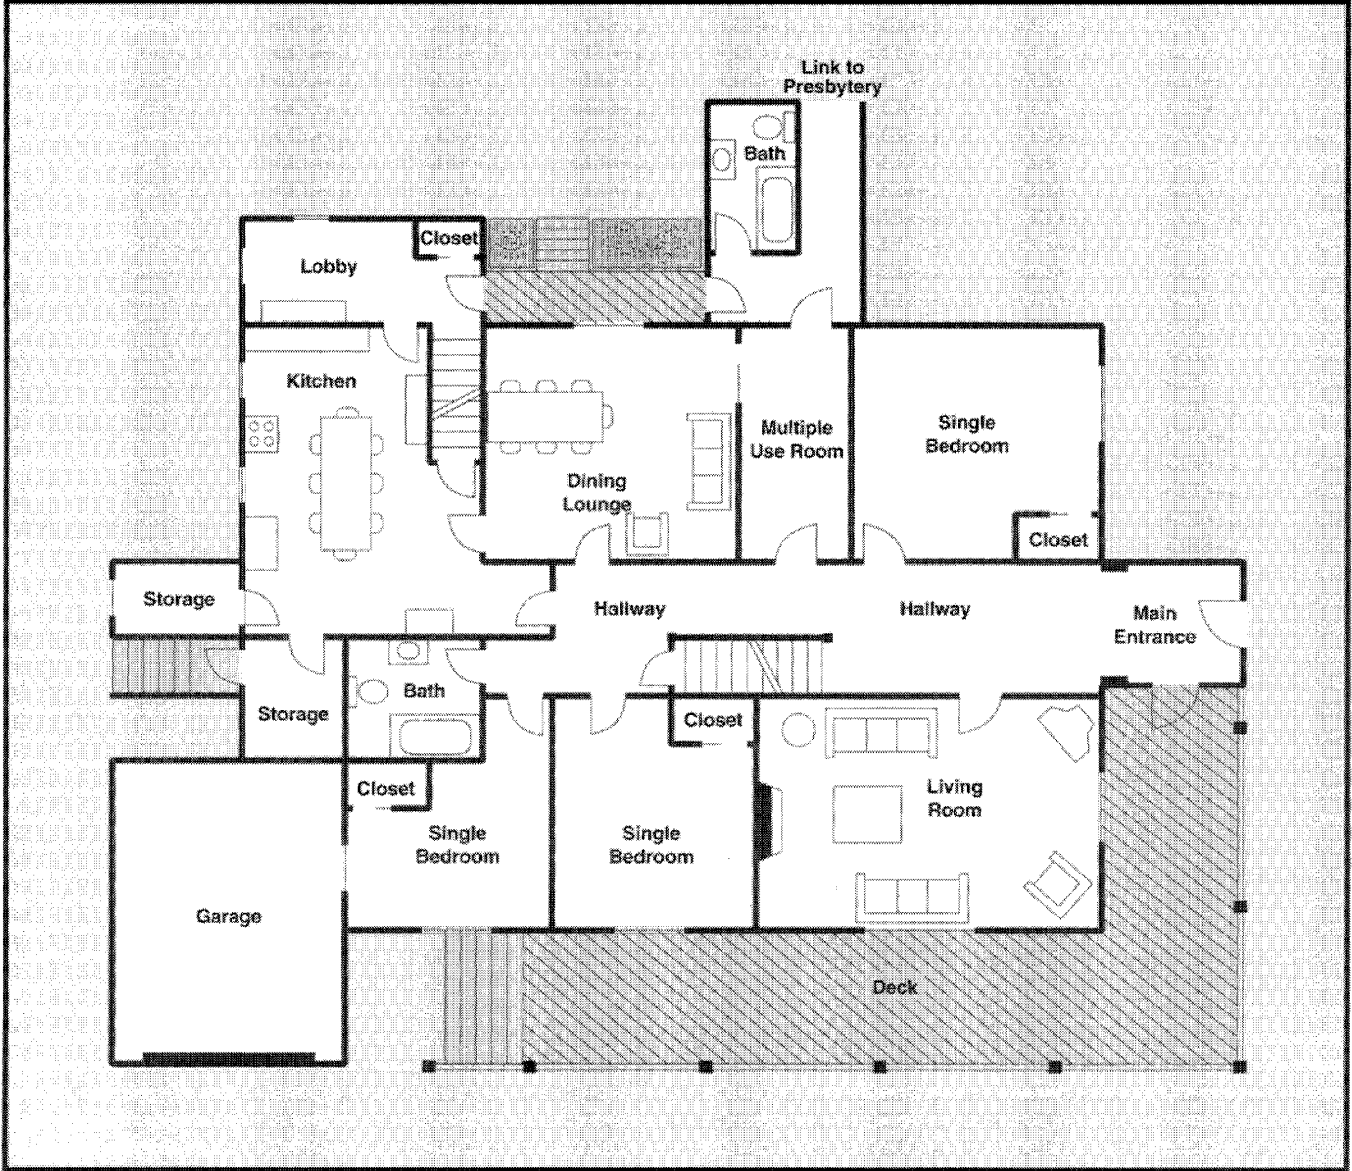 Link to
Presbytery
Bath
Closet
Lobby
Kitchen
Single
Bedroom
Multiple
Use Room
Dining
Lounge
Closet
Storage
Hallway
Hallway
Main
Entrance
Bath
Storage
Closet
Closet
Living
Room
Single
Bedroom
Single
Bedroom
Garage
Deck